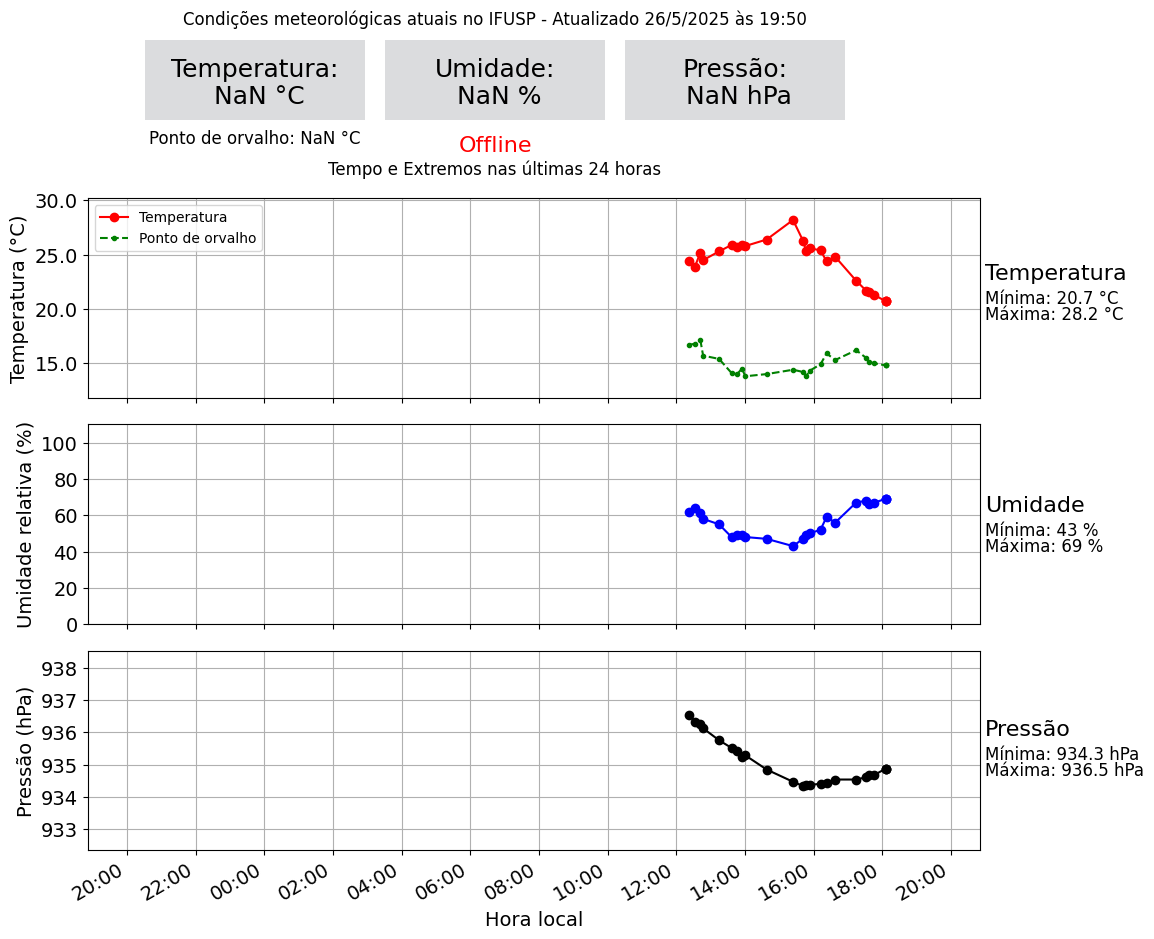 Condições meteorológicas atuais no IFUSP - Atualizado 26/5/2025 às 19:50
Temperatura:
NaN °C
Umidade:
NaN %
Pressão:
NaN hPa
Ponto de orvalho: NaN °C
Offline
Tempo e Extremos nas últimas 24 horas
Temperatura (°C)
30.0
25.0
20.0
15.0
Temperatura
Ponto de orvalho
Temperatura
Mínima: 20.7 °C
Máxima: 28.2 °C
Umidade relativa (%)
100
80
60
40
20
0
Umidade
Mínima: 43 %
Máxima: 69 %
Pressão (hPa)
938
937
936
935
934
933
Pressão
Mínima: 934.3 hPa
Máxima: 936.5 hPa
20:00 22:00 00:00 02:00 04:00 06:00 08:00 10:00 12:00 14:00 16:00 18:00 20:00
Hora local